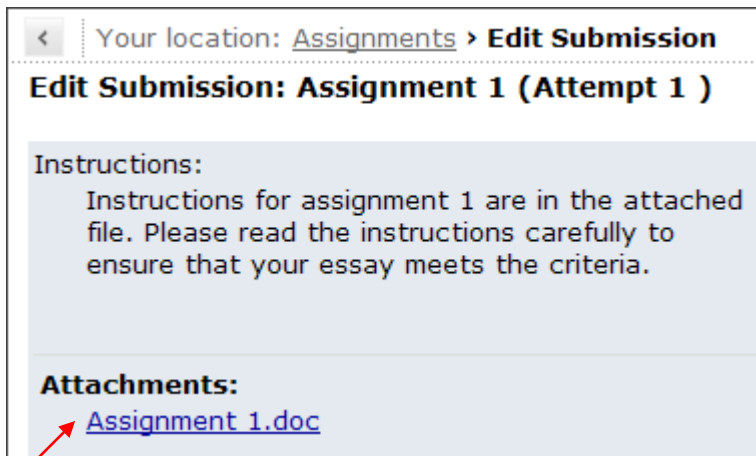 Your location: Assignments › Edit Submission
Edit Submission: Assignment 1 (Attempt 1 )
Instructions:
Instructions for assignment 1 are in the attached
file. Please read the instructions carefully to
ensure that your essay meets the criteria.
Attachments:
Assignment 1.doc